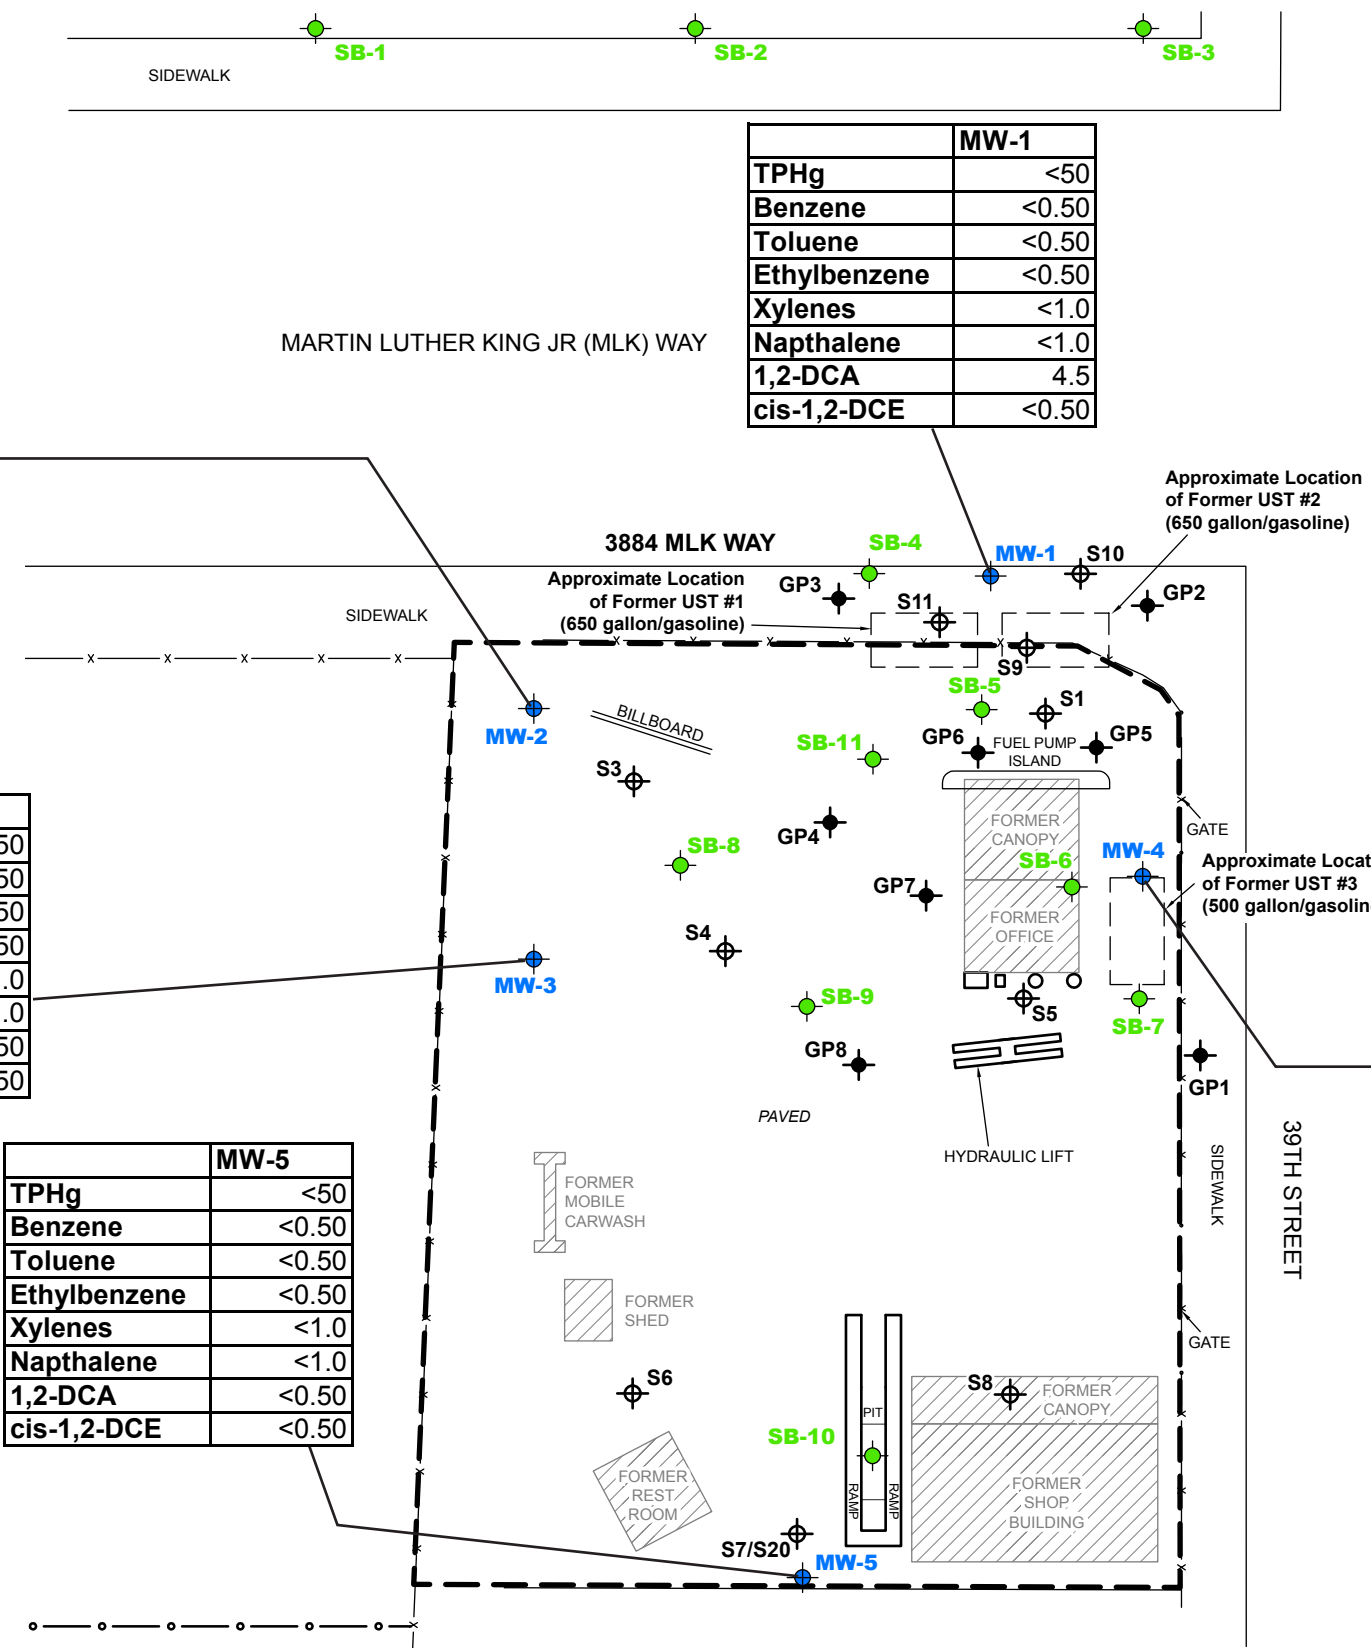 SB-1
SB-2
SB-3
SIDEWALK
MW-1
TPHg <50
Benzene <0.50
Toluene <0.50
Ethylbenzene <0.50
Xylenes <1.0
Napthalene <1.0
1,2-DCA 4.5
cis-1,2-DCE <0.50
MARTIN LUTHER KING JR (MLK) WAY
Approximate Location
of Former UST #2
(650 gallon/gasoline)
3884 MLK WAY
SB-4
MW-1
S10
Approximate Location
of Former UST #1
(650 gallon/gasoline)
GP3
S11
GP2
SIDEWALK
S9
SB-5
S1
MW-2
BILLBOARD
SB-11
GP6
FUEL PUMP
ISLAND
GP5
S3
GP4
FORMER
CANOPY
GATE
SB-8
SB-6
MW-4
Approximate Locat
of Former UST #3
(500 gallon/gasolin
GP7
FORMER
OFFICE
S4
MW-3
SB-9
S5
SB-7
GP8
GP1
50
50
50
50
.0
.0
50
50
PAVED
HYDRAULIC LIFT
SIDEWALK
39TH STREET
MW-5
TPHg <50
Benzene <0.50
Toluene <0.50
Ethylbenzene <0.50
Xylenes <1.0
Napthalene <1.0
1,2-DCA <0.50
cis-1,2-DCE <0.50
FORMER
MOBILE
CARWASH
FORMER
SHED
GATE
S6
S8
FORMER
CANOPY
PIT
SB-10
RAMP
RAMP
FORMER
REST
ROOM
FORMER
SHOP
BUILDING
S7/S20
MW-5